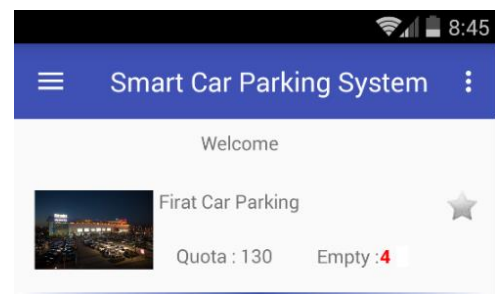 8:45
Smart Car Parking System
Welcome
Firat Car Parking
Quota : 130 Empty :4